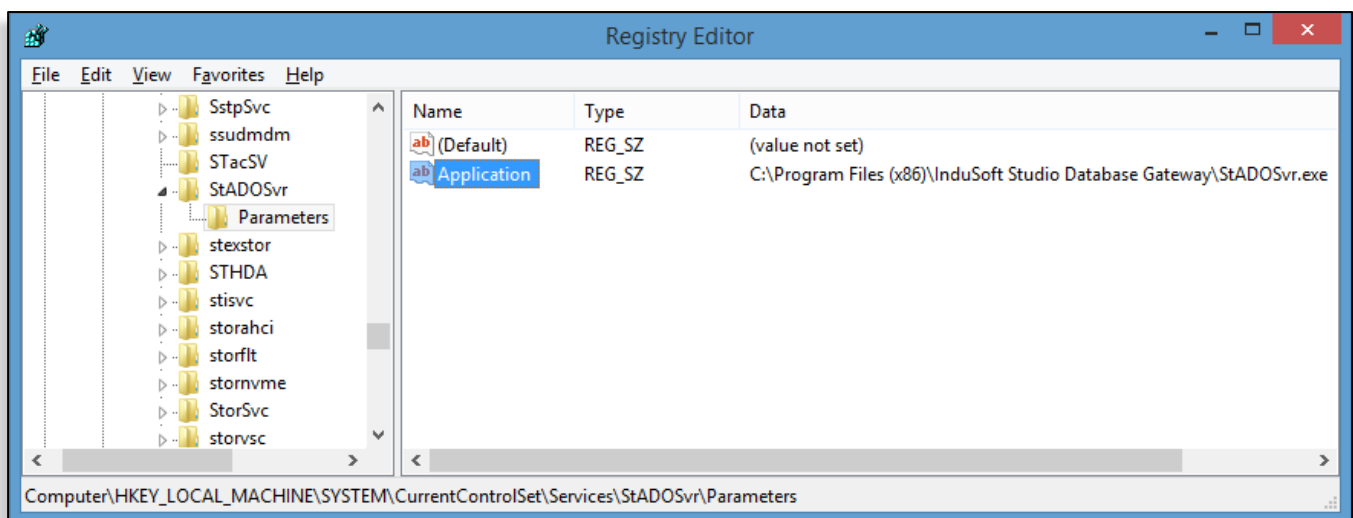 Registry Editor
File Edit View Favorites Help
SstpSvc
ssudmdm
STacSV
StADOSvr
Parameters
stexstor
STHDA
stisvc
storahci
storflt
stornvme
StorSvc
storvsc
Name Type Data
(Default) REG_SZ (value not set)
Application REG_SZ C:\Program Files (x86)\InduSoft Studio Database Gateway\StADOSvr.exe
Computer\HKEY_LOCAL_MACHINE\SYSTEM\CurrentControlSet\Services\StADOSvr\Parameters